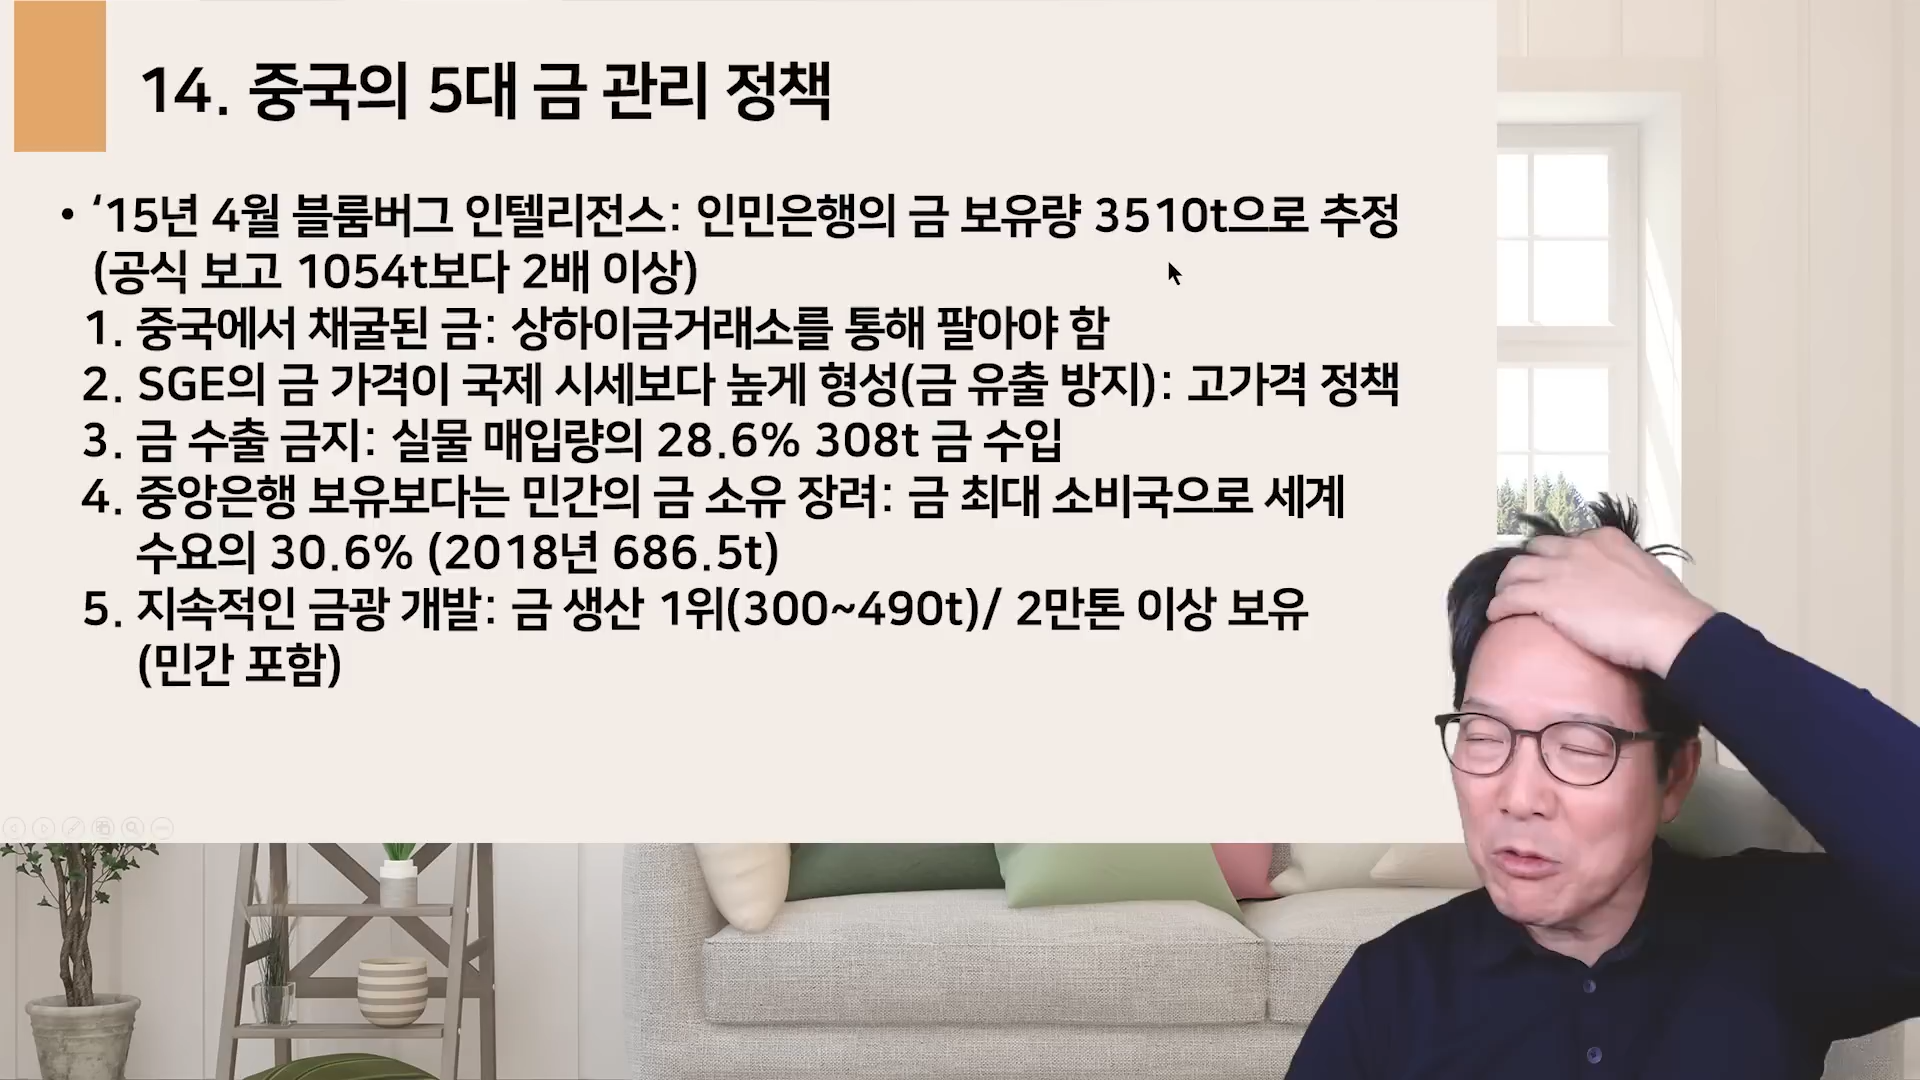 14. 중국의 5대 금 관리 정책
• ‘15년 4월 블룸버그 인텔리전스: 인민은행의 금 보유량 3510t으로 추정
(공식 보고 1054t보다 2배 이상)
1. 중국에서 채굴된 금: 상하이금거래소를 통해 팔아야 함
2. SGE의 금 가격이 국제 시세보다 높게 형성(금 유출 방지): 고가격 정책
3. 금 수출 금지: 실물 매입량의 28.6% 308t 금 수입
4. 중앙은행 보유보다는 민간의 금 소유 장려: 금 최대 소비국으로 세계
수요의 30.6% (2018년 686.5t)
5. 지속적인 금광 개발: 금 생산 1위(300~490t)/ 2만톤 이상 보유
(민간 포함)